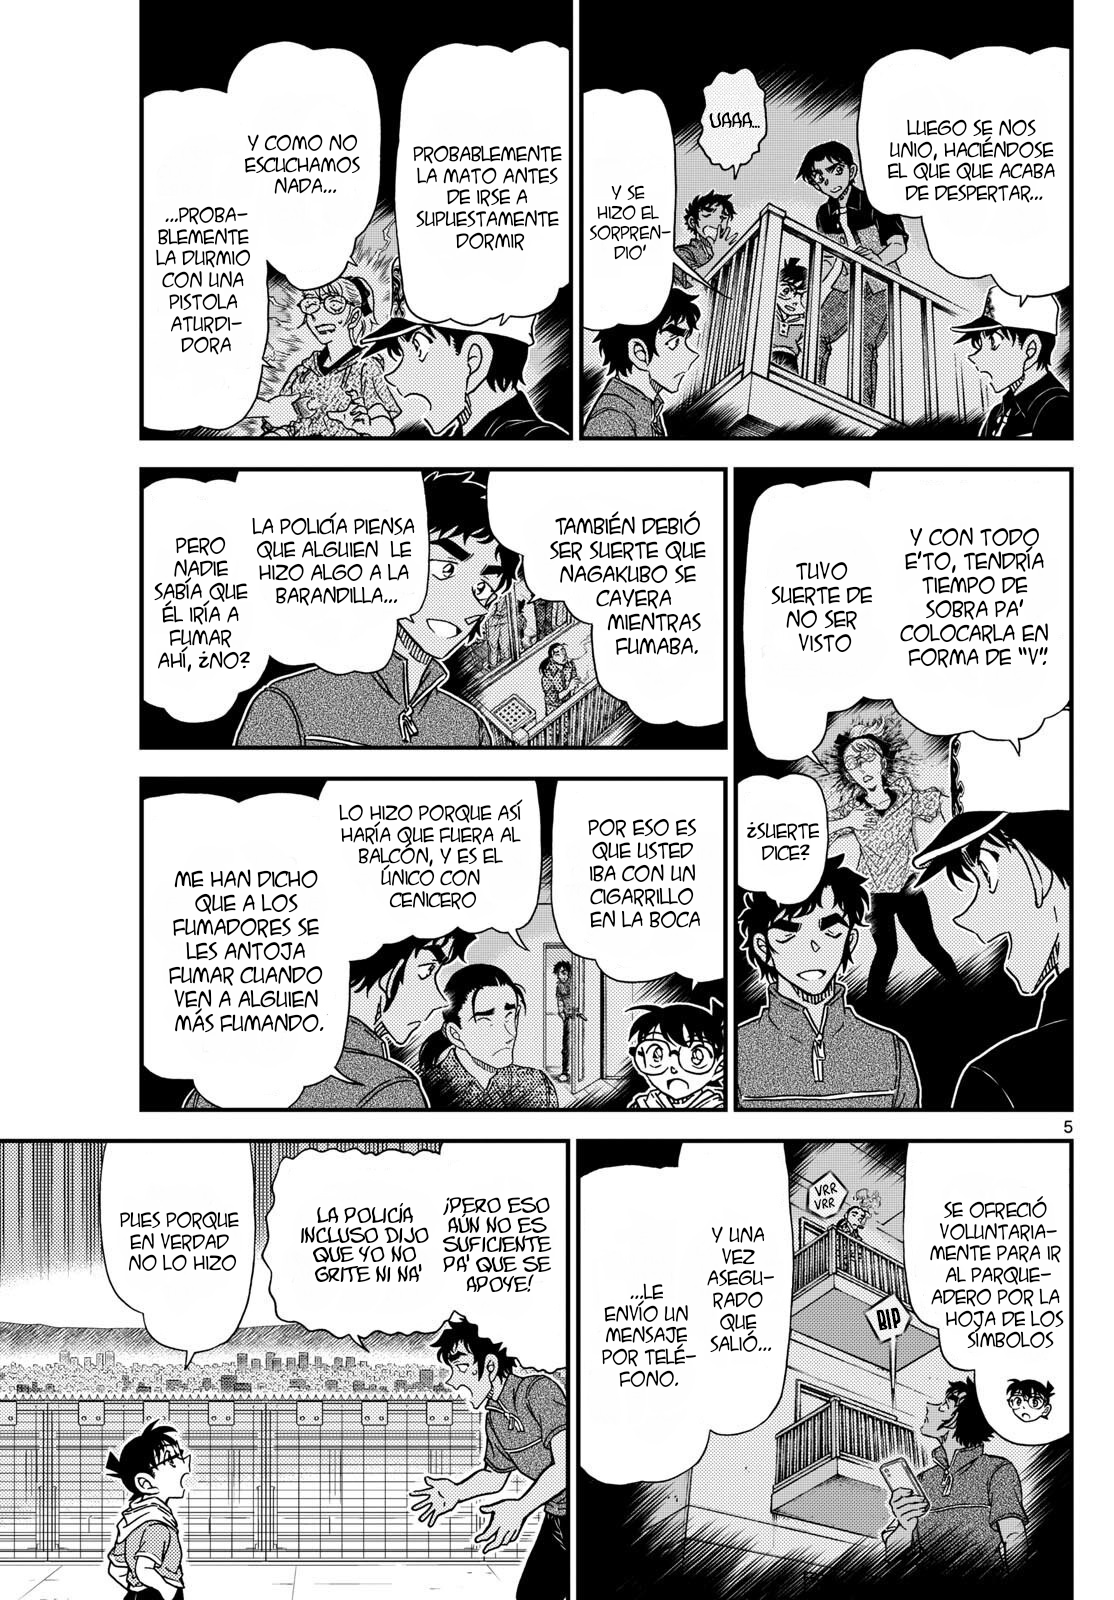 LUEGO SE NOS
UNIO, HACIÉNDOSE
EL QUE QUE ACABA
DE DESPERTAR...
UAAA...
Y SE
HIZO EL
SORPREN-
DIO'
PROBABLEMENTE
LA MATO ANTES
DE IRSE A
SUPUESTAMENTE
DORMIR
Y COMO NO
ESCUCHAMOS
NADA...
...PROBA-
BLEMENTE
LA DURMIO
CON UNA
PISTOLA
ATURDI-
DORA
Y CON TODO
E'TO, TENDRÍA
TIEMPO DE
SOBRA PA'
COLOCARLA EN
FORMA DE "V".
TUVO
SUERTE DE
NO SER
VISTO
¿SUERTE
DICE?
TAMBIÉN DEBIÓ
SER SUERTE QUE
NAGAKUBO SE
CAYERA
MIENTRAS
FUMABA.
LA POLICÍA PIENSA
QUE ALGUIEN LE
HIZO ALGO A LA
BARANDILLA...
PERO
NADIE
SABÍA QUE
ÉL IRÍA A
FUMAR
AHÍ, ¿NO?
POR ESO ES
QUE USTED
IBA CON UN
CIGARRILLO
EN LA BOCA
LO HIZO PORQUE ASÍ
HARÍA QUE FUERA AL
BALCÓN, Y ES EL
ÚNICO CON
CENICERO
ME HAN DICHO
QUE A LOS
FUMADORES SE
LES ANTOJA
FUMAR CUANDO
VEN A ALGUIEN
MÁS FUMANDO.
5
SE OFRECIÓ
VOLUNTARIA-
MENTE PARA IR
AL PARQUE-
ADERO POR LA
HOJA DE LOS
SÍMBOLOS
VRR
VRR
BIP
Y UNA
VEZ
ASEGU-
RADO
QUE
SALIÓ...
...LE
ENVÍO UN
MENSAJE
POR TELÉ-
FONO.
¡PERO ESO
AÚN NO ES
SUFICIENTE
PA' QUE SE
APOYE!
LA POLICÍA
INCLUSO DIJO
QUE YO NO
GRITE NI NA'
PUES PORQUE
EN VERDAD
NO LO HIZO